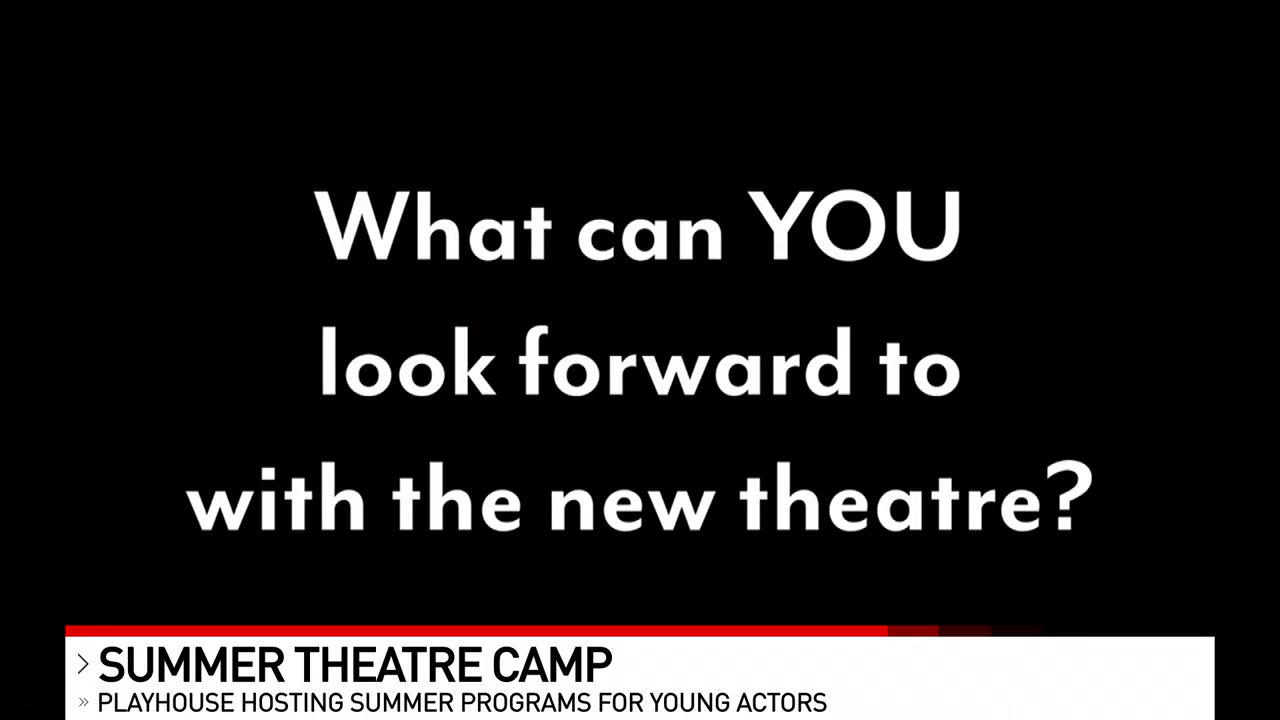 What can YOU
look forward to
with the new theatre?
> SUMMER THEATRE CAMP
» PLAYHOUSE HOSTING SUMMER PROGRAMS FOR YOUNG ACTORS